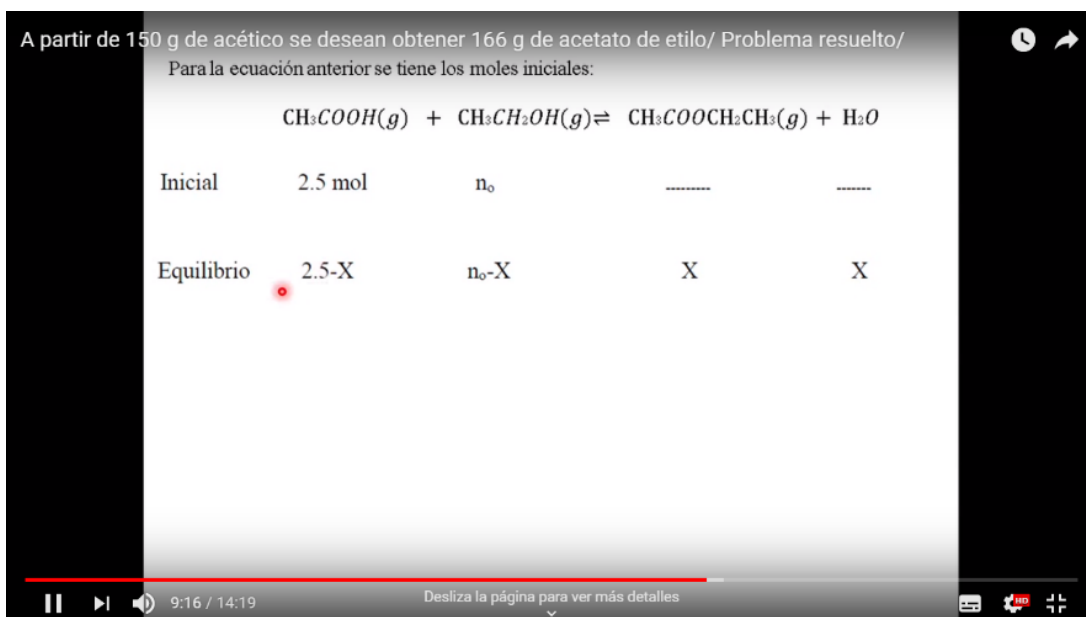 A partir de 150 g de acético se desean obtener 166 g de acetato de etilo/ Problema resuelto/
Para la ecuación anterior se tiene los moles iniciales:
CH₃COOH(g) + CH₃CH₂OH(g)⇌ CH₃COOCH₂CH₃(g) + H₂O
Inicial 2.5 mol nₒ --------- -------
Equilibrio 2.5-X nₒ-X X X
9:16 / 14:19 Desliza la página para ver más detalles HD